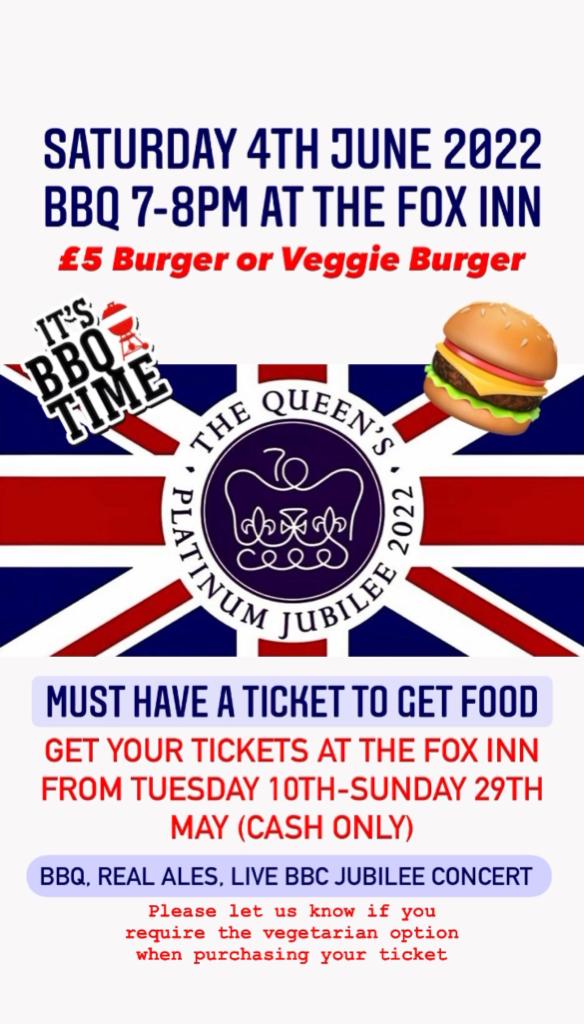 SATURDAY 4TH JUNE 2022
BBQ 7-8PM AT THE FOX INN
£5 Burger or Veggie Burger
IT'S
BBQ
TIME
· THE QUEEN'S ·
PLATINUM JUBILEE 2022
70
MUST HAVE A TICKET TO GET FOOD
GET YOUR TICKETS AT THE FOX INN
FROM TUESDAY 10TH-SUNDAY 29TH
MAY (CASH ONLY)
BBQ, REAL ALES, LIVE BBC JUBILEE CONCERT
Please let us know if you
require the vegetarian option
when purchasing your ticket